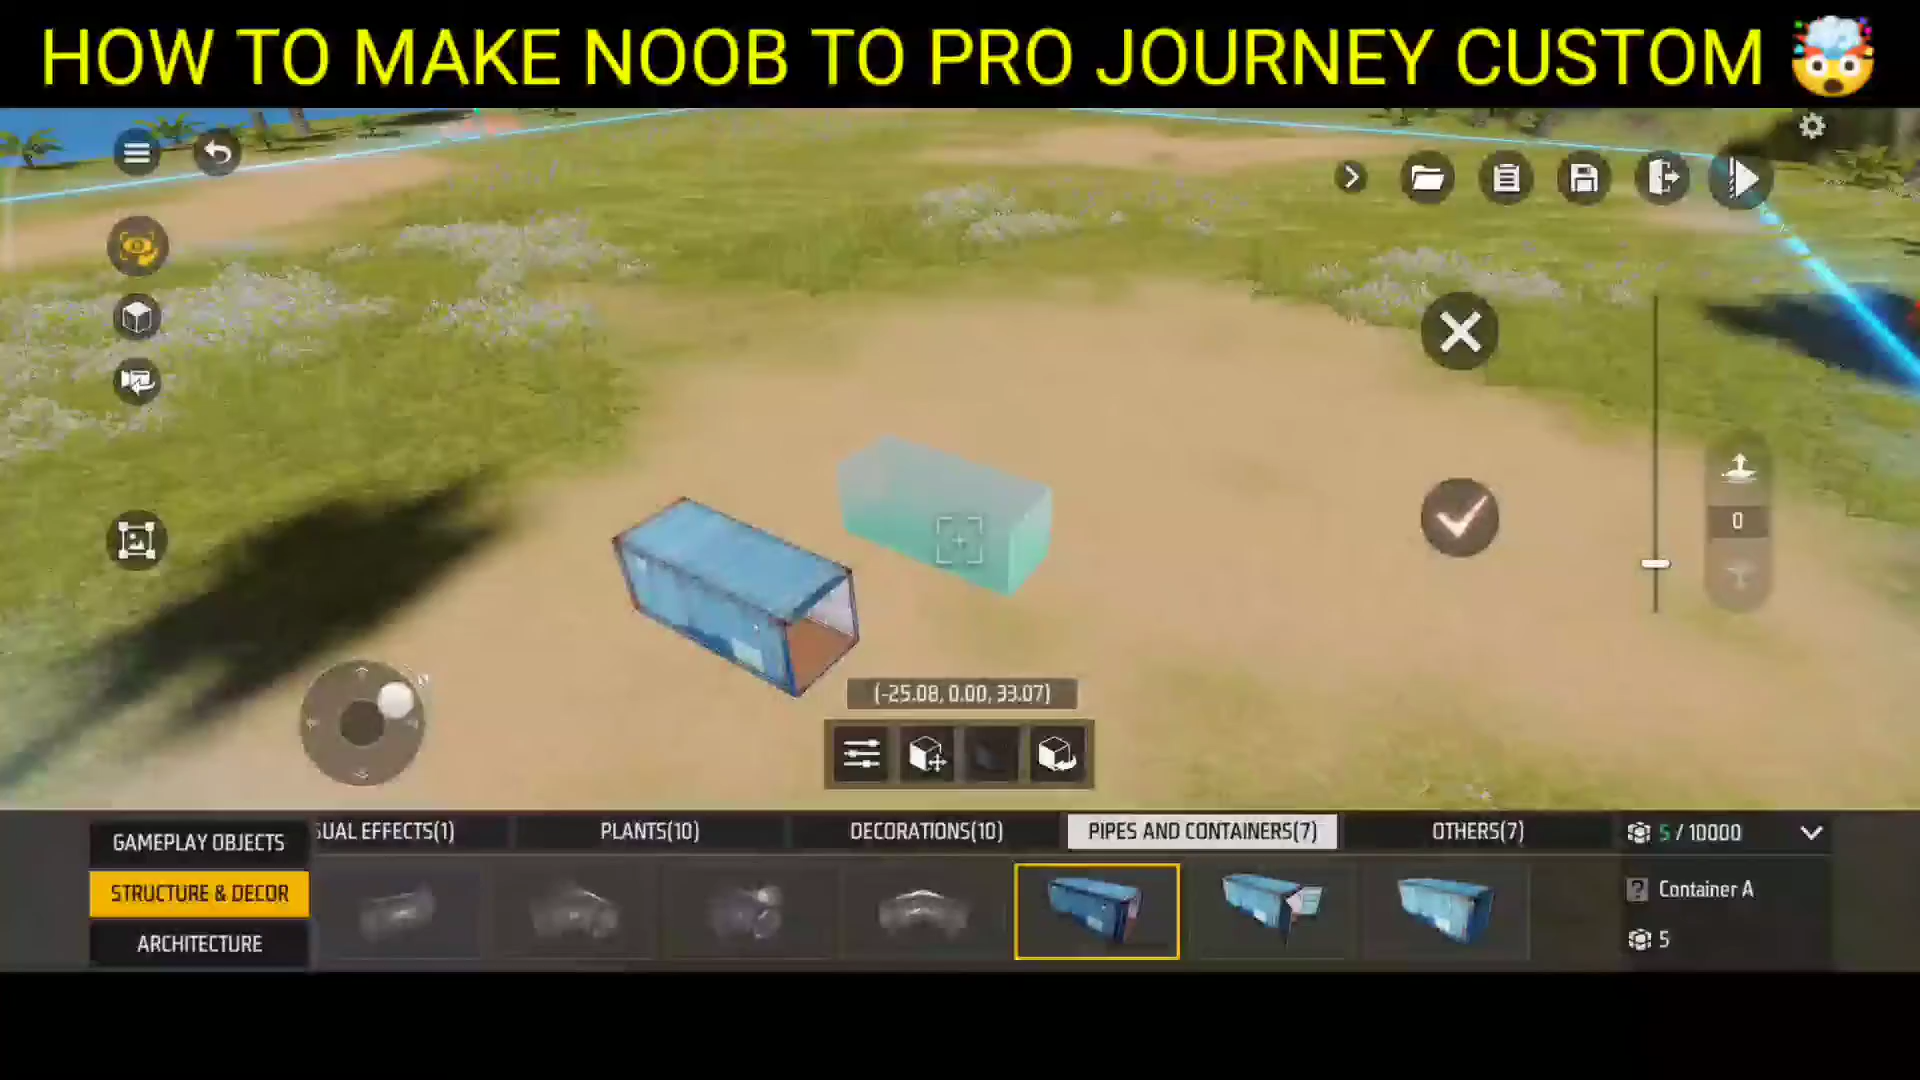 HOW TO MAKE NOOB TO PRO JOURNEY CUSTOM 🤯
0
(-25.08, 0.00, 33.07)
GAMEPLAY OBJECTS
STRUCTURE & DECOR
ARCHITECTURE
SUAL EFFECTS(1)
PLANTS(10)
DECORATIONS(10)
PIPES AND CONTAINERS(7)
OTHERS(7)
5 / 10000
Container A
5